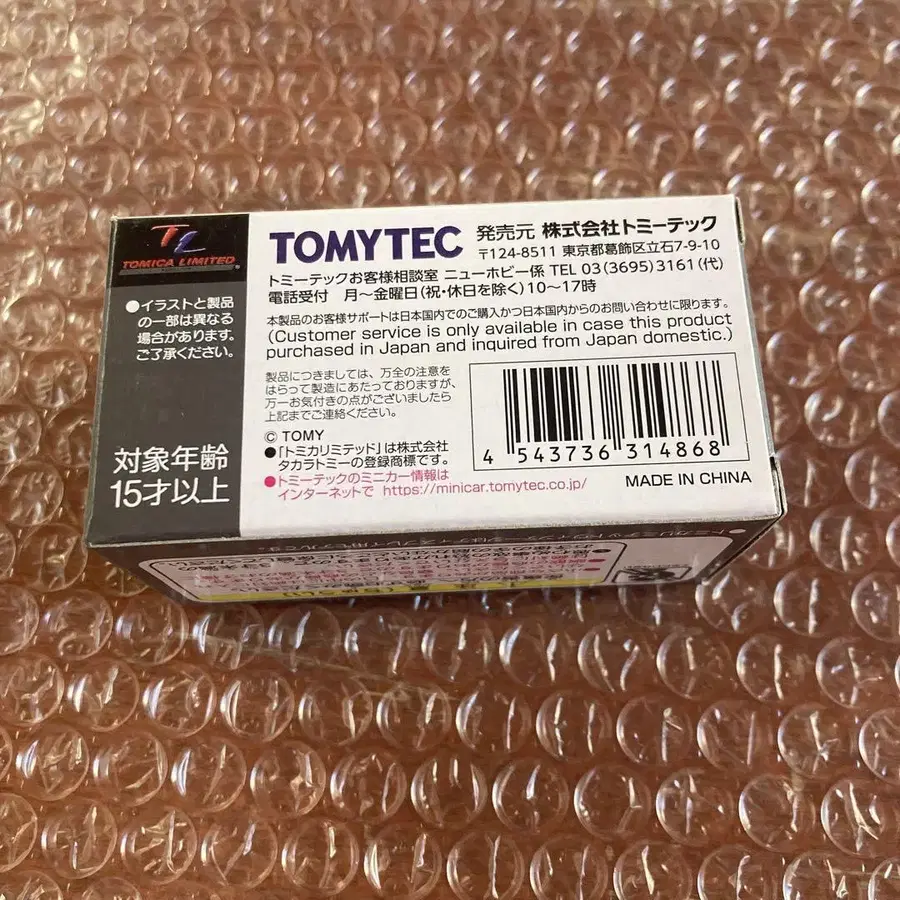 TL
TOMICA LIMITED
●イラストと製品
の一部は異なる
場合があります。
ご了承ください。
対象年齢
15才以上
TOMYTEC 発売元 株式会社トミーテック
〒124-8511 東京都葛飾区立石7-9-10
トミーテックお客様相談室 ニューホビー係 TEL 03(3695)3161(代)
電話受付 月〜金曜日(祝・休日を除く)10〜17時
本製品のお客様サポートは日本国内でのご購入かつ日本国内からのお問い合わせに限ります。
(Customer service is only available in case this product
purchased in Japan and inquired from Japan domestic.)
製品につきましては、万全の注意を
はらって製造にあたっておりますが、
万一お気付きの点がございましたら
上記までご連絡ください。
© TOMY
●「トミカリミテッド」は株式会社
タカラトミーの登録商標です。
●トミーテックのミニカー情報は
インターネットで https://minicar.tomytec.co.jp/
4 543736 314868
MADE IN CHINA